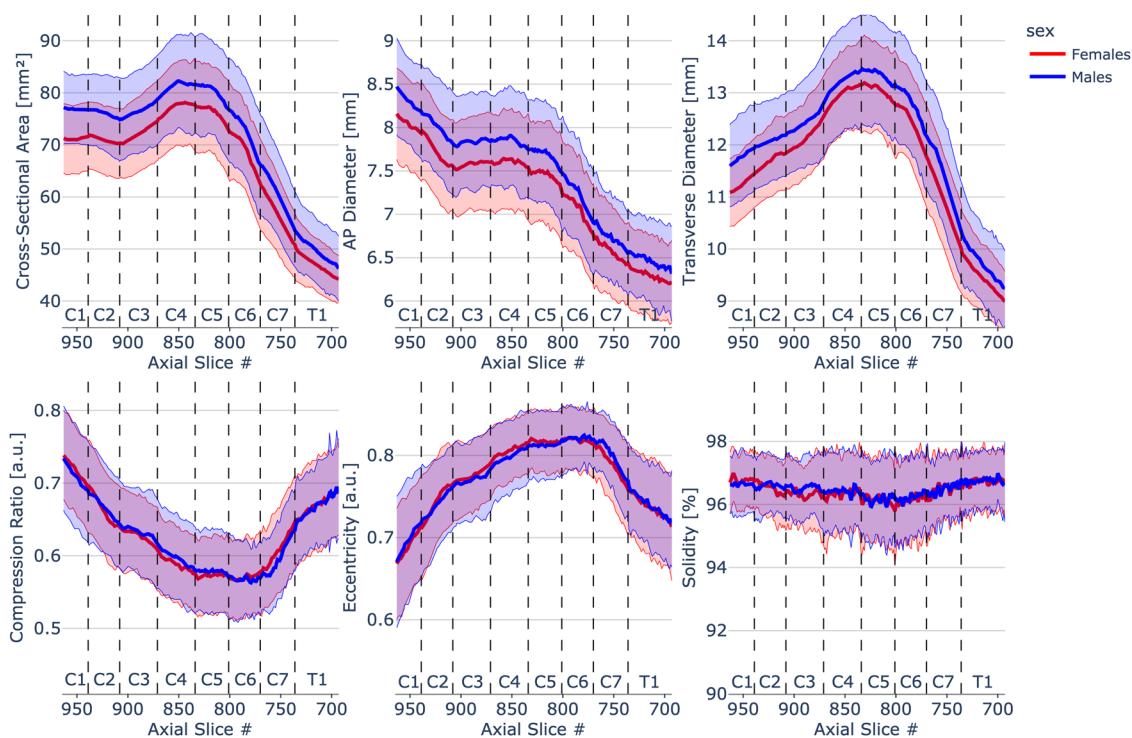 sex
Females
Males
Cross-Sectional Area [mm²]
90
80
70
60
50
40
C1 C2 C3 C4 C5 C6 C7 T1
950 900 850 800 750 700
Axial Slice #
AP Diameter [mm]
9
8.5
8
7.5
7
6.5
6
C1 C2 C3 C4 C5 C6 C7 T1
950 900 850 800 750 700
Axial Slice #
Transverse Diameter [mm]
14
13
12
11
10
9
C1 C2 C3 C4 C5 C6 C7 T1
950 900 850 800 750 700
Axial Slice #
Compression Ratio [a.u.]
0.8
0.7
0.6
0.5
C1 C2 C3 C4 C5 C6 C7 T1
950 900 850 800 750 700
Axial Slice #
Eccentricity [a.u.]
0.8
0.7
0.6
C1 C2 C3 C4 C5 C6 C7 T1
950 900 850 800 750 700
Axial Slice #
Solidity [%]
98
96
94
92
90
C1 C2 C3 C4 C5 C6 C7 T1
950 900 850 800 750 700
Axial Slice #